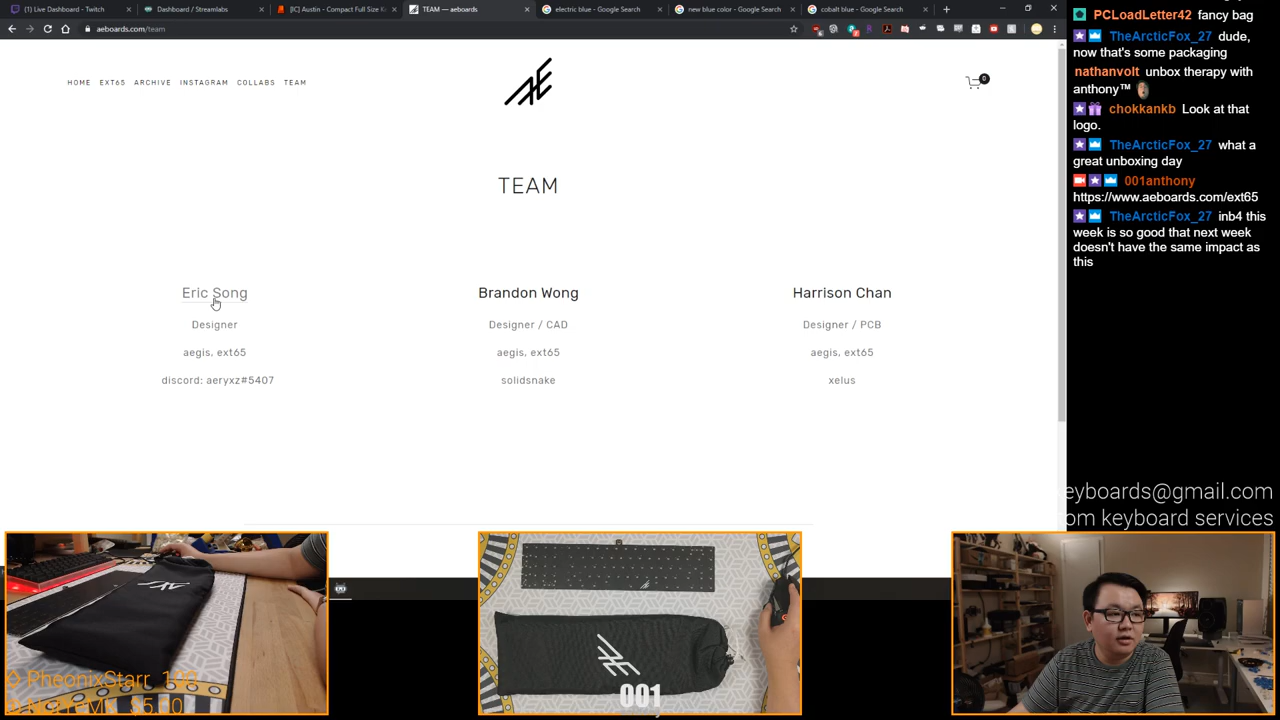 (1) Live Dashboard - Twitch
Dashboard / Streamlabs
[IC] Austin - Compact Full Size K
TEAM — aeboards
electric blue - Google Search
new blue color - Google Search
cobalt blue - Google Search
aeboards.com/team
HOME EXT65 ARCHIVE INSTAGRAM COLLABS TEAM
0
TEAM
Eric Song
Designer
aegis, ext65
discord: aeryxz#5407
Brandon Wong
Designer / CAD
aegis, ext65
solidsnake
Harrison Chan
Designer / PCB
aegis, ext65
xelus
PCLoadLetter42 fancy bag
TheArcticFox_27 dude,
now that's some packaging
nathanvolt unbox therapy with
anthony™
chokkankb Look at that
logo.
TheArcticFox_27 what a
great unboxing day
001anthony
https://www.aeboards.com/ext65
TheArcticFox_27 inb4 this
week is so good that next week
doesn't have the same impact as
this
eyboards@gmail.com
om keyboard services
PheonixStarr 100
001